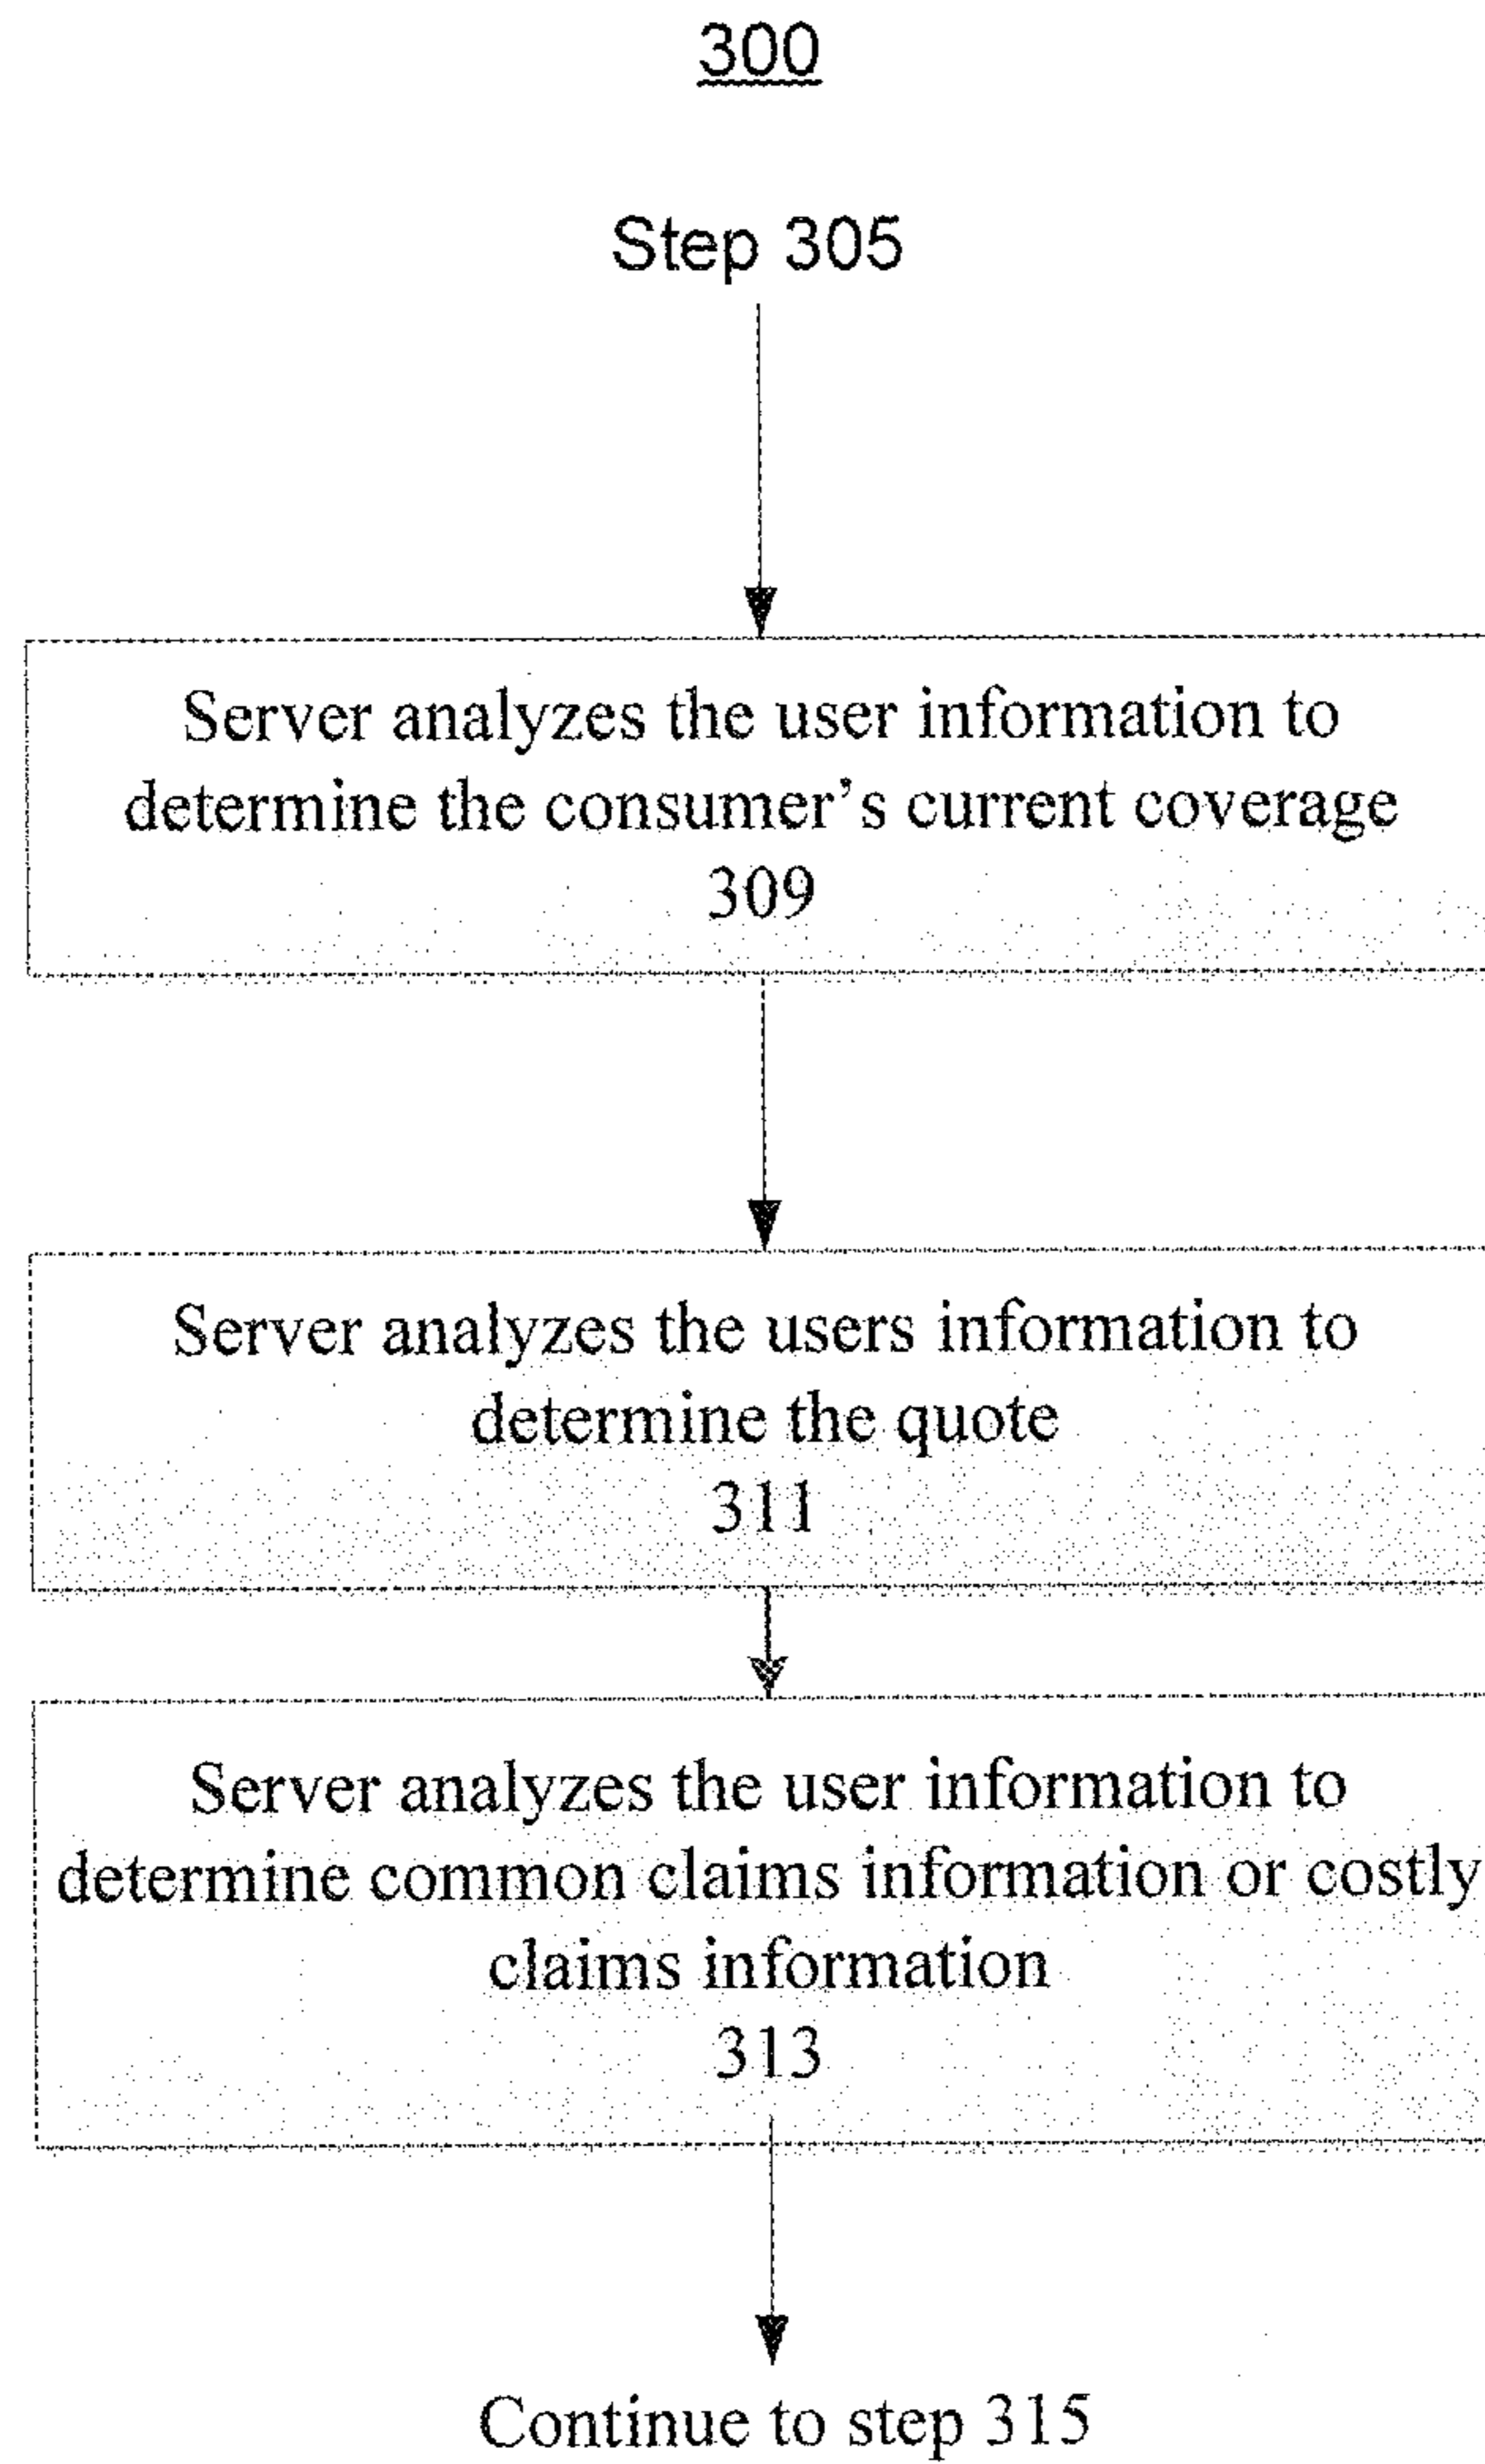 300
Step 305
Server analyzes the user information to
determine the consumer's current coverage
309
Server analyzes the users information to
determine the quote
311
Server analyzes the user information to
determine common claims information or costly
claims information
313
Continue to step 315